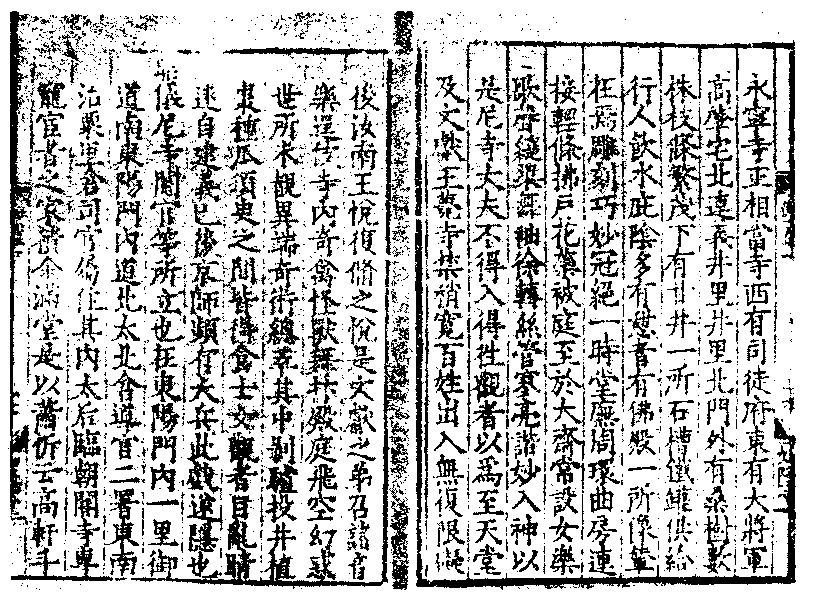 永寧寺正相當寺西有司徒府東有大將軍
高肇宅北連義井里井里北門外有桑樹數
株枝條繁茂下有甘井一所石槽鐵罐供給
行人飲水庇陰多有憩者有佛殿一所像輦
在焉雕刻巧妙冠絕一時堂廡周環曲房連
接輕條拂戶花蘂被庭至於大齋常設女樂
歌聲繞梁舞袖徐轉絲管寥亮諧妙入神以
是尼寺丈夫不得入得徃觀者以為至天堂
及文獻王薨寺禁稍寬百姓出入無復限礙
後汝南王悅復脩之悅是文獻之弟召諸音
樂逞伎寺內奇禽怪獸舞抃殿庭飛空幻惑
世所未覩異端奇術總萃其中剥驢投井植
棗種瓜須臾之間皆得食士女觀者目亂睛
迷自建義已後京師頻有大兵此戲遂隱也
儀尼寺閹官等所立也在東陽門內一里御
道南東陽門內道北太北倉導官二署東南
治粟里倉司官屬住其內太后臨朝閽寺專
寵宦者之家積金滿堂是以蕭忻云高軒斗